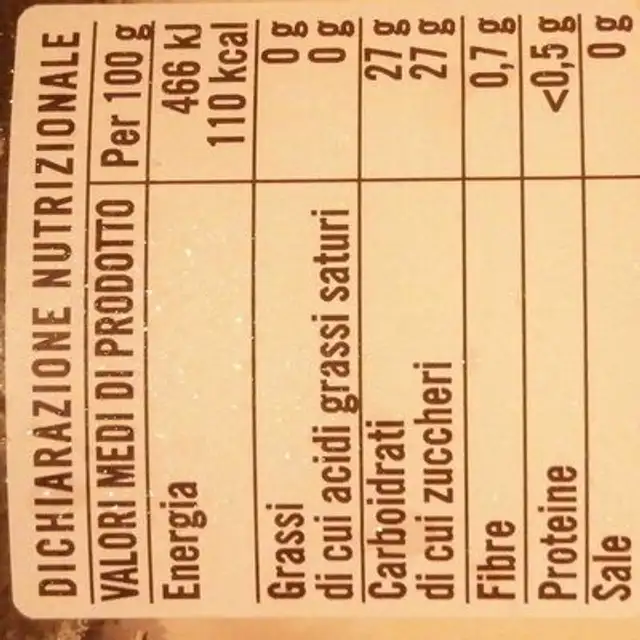 DICHIARAZIONE NUTRIZIONALE
VALORI MEDI DI PRODOTTO Per 100 g
Energia 466 kJ
110 kcal
Grassi 0 g
di cui acidi grassi saturi 0 g
Carboidrati 27 g
di cui zuccheri 27 g
Fibre 0,7 g
Proteine <0,5 g
Sale 0 g